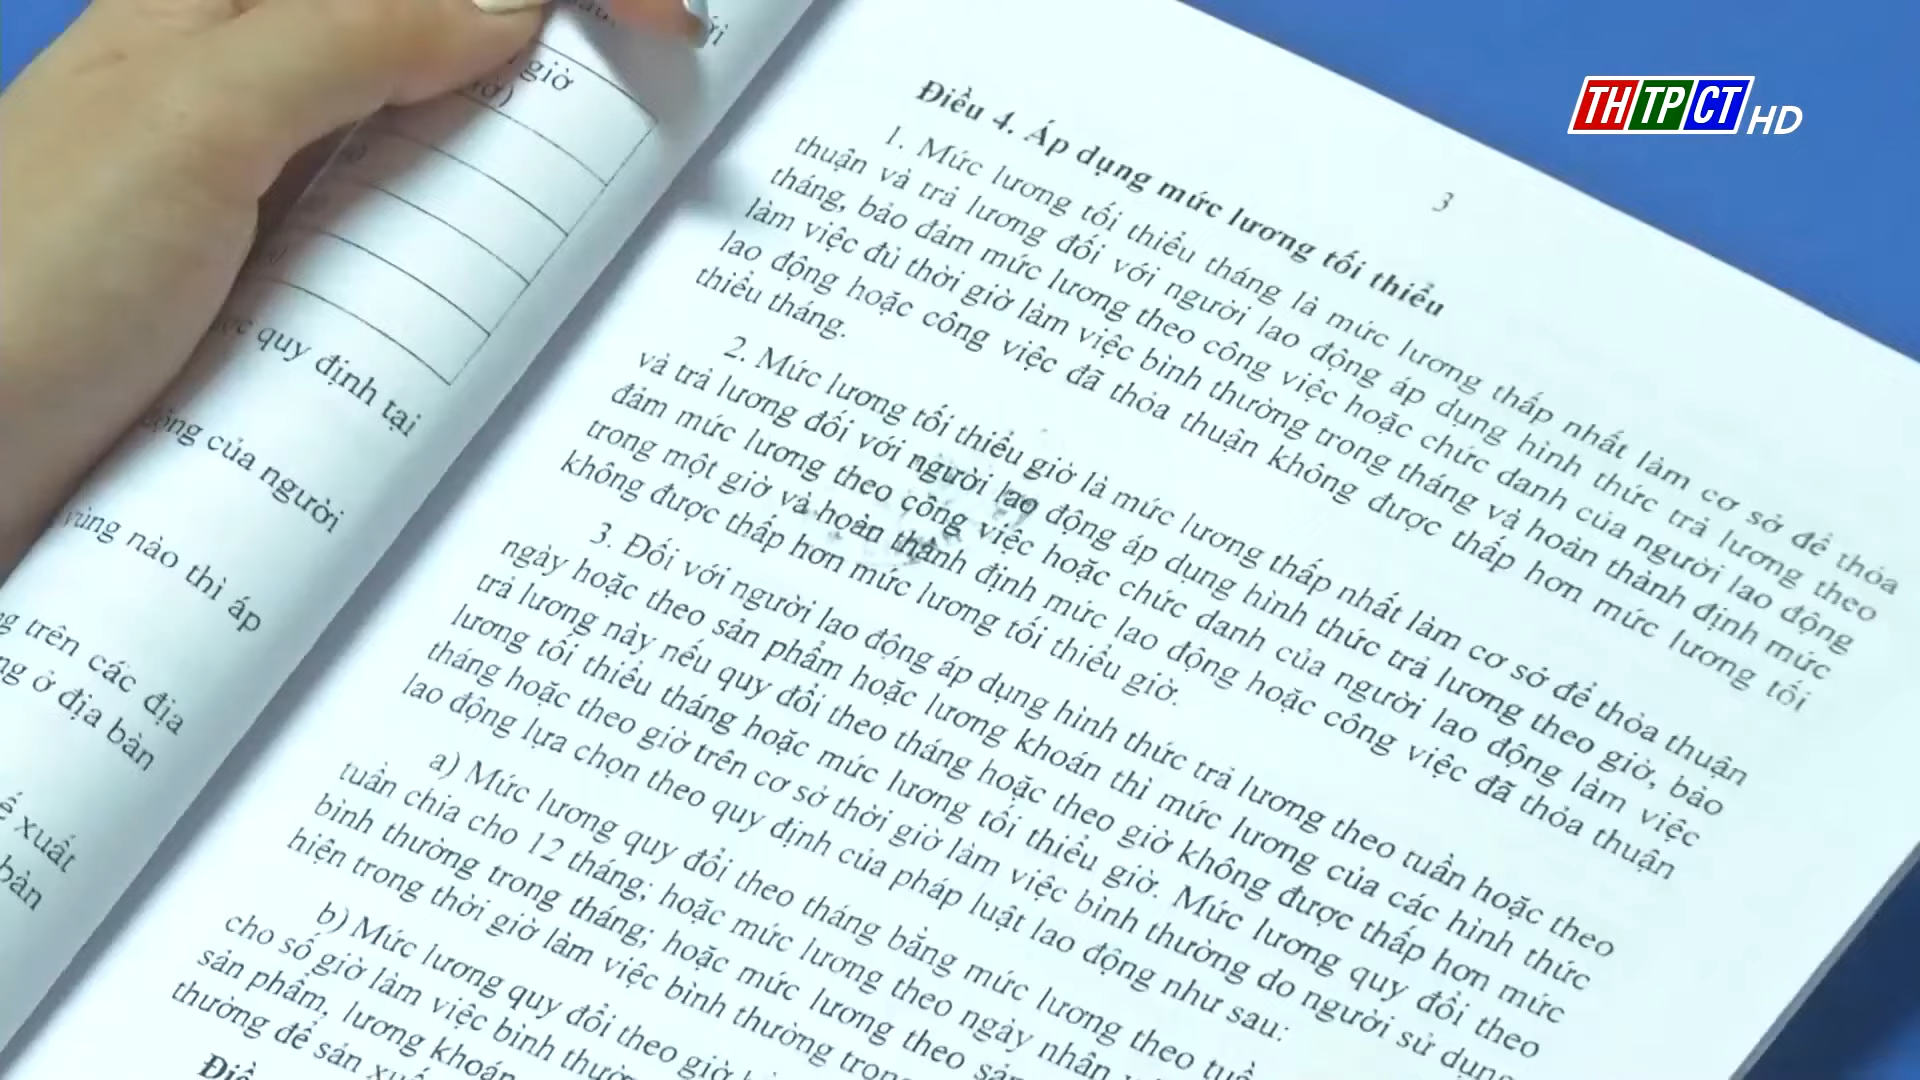 giờ
quy định tại
của người
vùng nào thì áp
trên các địa
ở địa bàn
xuất
bàn
THTPCT HD
3
Điều 4. Áp dụng mức lương tối thiểu
1. Mức lương tối thiểu tháng là mức lương thấp nhất làm cơ sở để thỏa
thuận và trả lương đối với người lao động áp dụng hình thức trả lương theo
tháng, bảo đảm mức lương theo công việc hoặc chức danh của người lao động
làm việc đủ thời giờ làm việc bình thường trong tháng và hoàn thành định mức
lao động hoặc công việc đã thỏa thuận không được thấp hơn mức lương tối
thiểu tháng.
2. Mức lương tối thiểu giờ là mức lương thấp nhất làm cơ sở để thỏa thuận
và trả lương đối với người lao động áp dụng hình thức trả lương theo giờ, bảo
đảm mức lương theo công việc hoặc chức danh của người lao động làm việc
trong một giờ và hoàn thành định mức lao động hoặc công việc đã thỏa thuận
không được thấp hơn mức lương tối thiểu giờ.
3. Đối với người lao động áp dụng hình thức trả lương theo tuần hoặc theo
ngày hoặc theo sản phẩm hoặc lương khoán thì mức lương của các hình thức
trả lương này nếu quy đổi theo tháng hoặc theo giờ không được thấp hơn mức
lương tối thiểu tháng hoặc mức lương tối thiểu giờ. Mức lương quy đổi theo
tháng hoặc theo giờ trên cơ sở thời giờ làm việc bình thường do người sử dụng
lao động lựa chọn theo quy định của pháp luật lao động như sau:
a) Mức lương quy đổi theo tháng bằng mức lương theo
tuần chia cho 12 tháng; hoặc mức lương theo ngày nhân
bình thường trong tháng; hoặc mức lương theo
hiện trong thời giờ làm việc bình thường
b) Mức lương quy đổi theo giờ
cho số giờ làm việc bình
sản phẩm, lương khoán
thường để sản